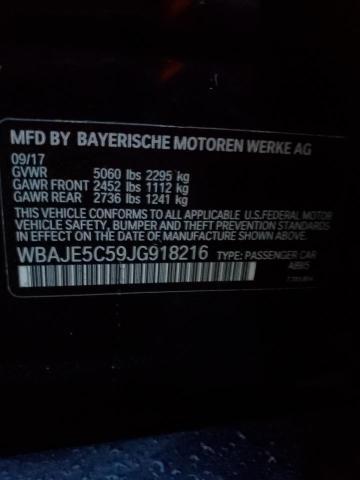 MFD BY BAYERISCHE MOTOREN WERKE AG
09/17
GVWR 5060 lbs 2295 kg
GAWR FRONT 2452 lbs 1112 kg
GAWR REAR 2736 lbs 1241 kg
THIS VEHICLE CONFORMS TO ALL APPLICABLE U.S.FEDERAL MOTOR
VEHICLE SAFETY, BUMPER AND THEFT PREVENTION STANDARDS
IN EFFECT ON THE DATE OF MANUFACTURE SHOWN ABOVE.
WBAJE5C59JG918216 TYPE: PASSENGER CAR